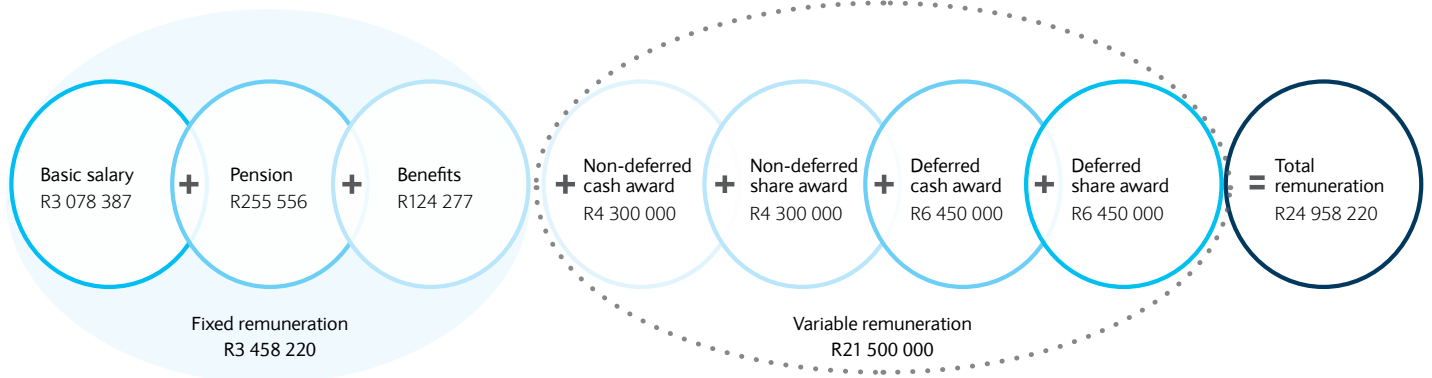 Basic salary
R3 078 387
+
Pension
R255 556
+
Benefits
R124 277
+
Non-deferred
cash award
R4 300 000
+
Non-deferred
share award
R4 300 000
+
Deferred
cash award
R6 450 000
+
Deferred
share award
R6 450 000
=
Total
remuneration
R24 958 220
Fixed remuneration
R3 458 220
Variable remuneration
R21 500 000